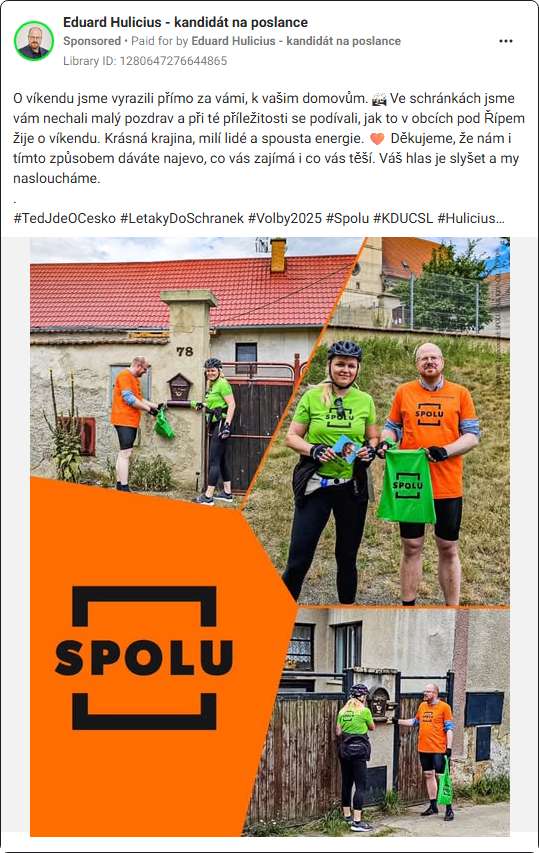 Eduard Hulicius - kandidát na poslance
Sponsored • Paid for by Eduard Hulicius - kandidát na poslance
Library ID: 1280647276644865
O víkendu jsme vyrazili přímo za vámi, k vašim domovům. 📸 Ve schránkách jsme
vám nechali malý pozdrav a při té příležitosti se podívali, jak to v obcích pod Řípem
žije o víkendu. Krásná krajina, milí lidé a spousta energie. 🧡 Děkujeme, že nám i
tímto způsobem dáváte najevo, co vás zajímá i co vás těší. Váš hlas je slyšet a my
nasloucháme.
.
#TedJdeOCesko #LetakyDoSchranek #Volby2025 #Spolu #KDUCSL #Hulicius...
78
SPOLU
SPOLU
SPOLU
SPOLU